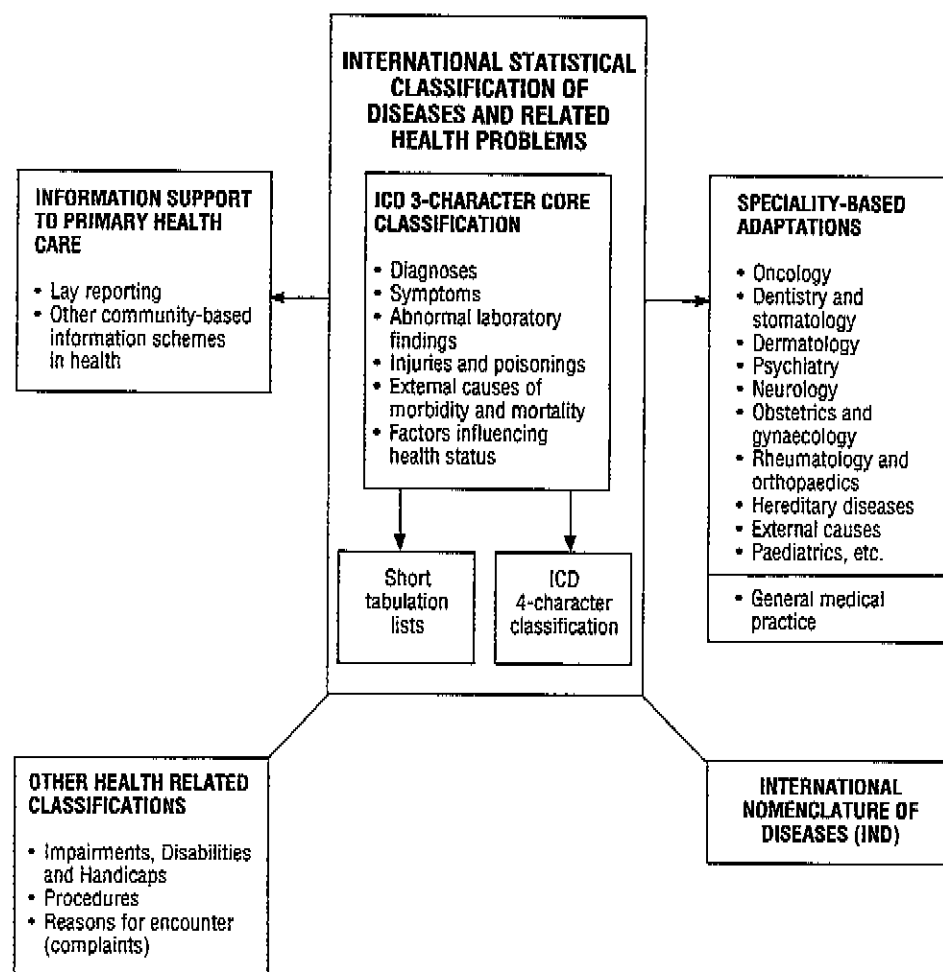 INTERNATIONAL STATISTICAL
CLASSIFICATION OF
DISEASES AND RELATED
HEALTH PROBLEMS
INFORMATION SUPPORT
TO PRIMARY HEALTH
CARE
• Lay reporting
• Other community-based
information schemes
in health
ICD 3-CHARACTER CORE
CLASSIFICATION
• Diagnoses
• Symptoms
• Abnormal laboratory
findings
• Injuries and poisonings
• External causes of
morbidity and mortality
• Factors influencing
health status
SPECIALITY-BASED
ADAPTATIONS
• Oncology
• Dentistry and
stomatology
• Dermatology
• Psychiatry
• Neurology
• Obstetrics and
gynaecology
• Rheumatology and
orthopaedics
• Hereditary diseases
• External causes
• Paediatrics, etc.
• General medical
practice
Short
tabulation
lists
ICD
4-character
classification
OTHER HEALTH RELATED
CLASSIFICATIONS
• Impairments, Disabilities
and Handicaps
• Procedures
• Reasons for encounter
(complaints)
INTERNATIONAL
NOMENCLATURE OF
DISEASES (IND)